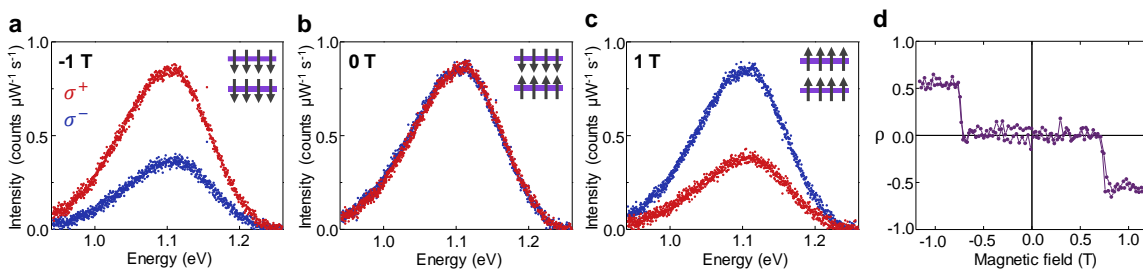 a
-1 T
σ+
σ−
Intensity (counts µW-1 s-1)
1.0
0.5
0.0
1.0 1.1 1.2
Energy (eV)
b
0 T
Intensity (counts µW-1 s-1)
1.0
0.5
0.0
1.0 1.1 1.2
Energy (eV)
c
1 T
Intensity (counts µW-1 s-1)
1.0
0.5
0.0
1.0 1.1 1.2
Energy (eV)
d
ρ
1.0
0.5
0.0
-0.5
1.0
-1.0 -0.5 0.0 0.5 1.0
Magnetic field (T)